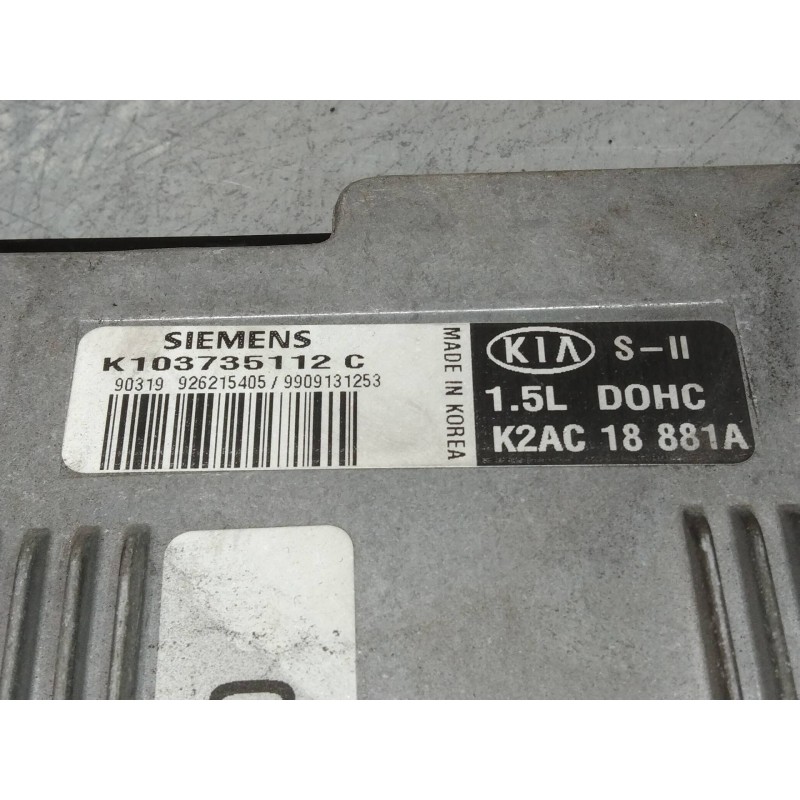 SIEMENS
K103735112 C
90319 926215405 / 9909131253
MADE IN KOREA
KIA S-II
1.5L DOHC
K2AC 18 881A